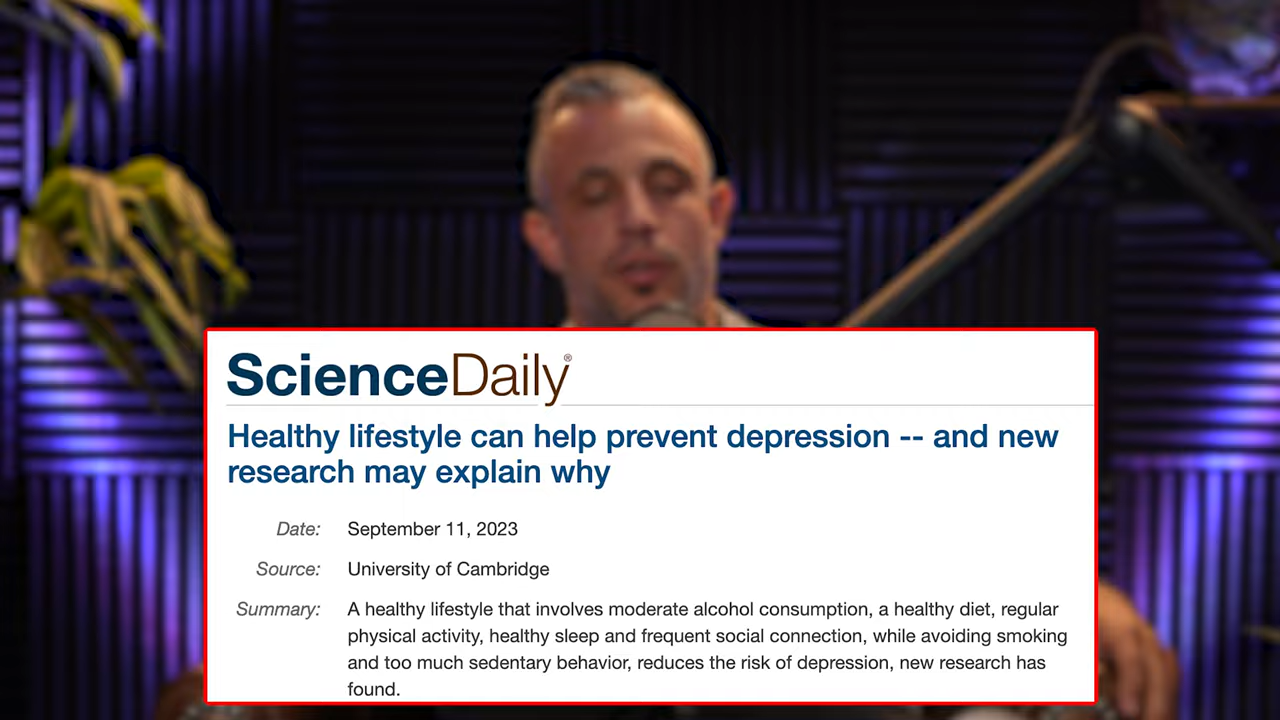 ScienceDaily®
Healthy lifestyle can help prevent depression -- and new
research may explain why
Date: September 11, 2023
Source: University of Cambridge
Summary: A healthy lifestyle that involves moderate alcohol consumption, a healthy diet, regular
physical activity, healthy sleep and frequent social connection, while avoiding smoking
and too much sedentary behavior, reduces the risk of depression, new research has
found.